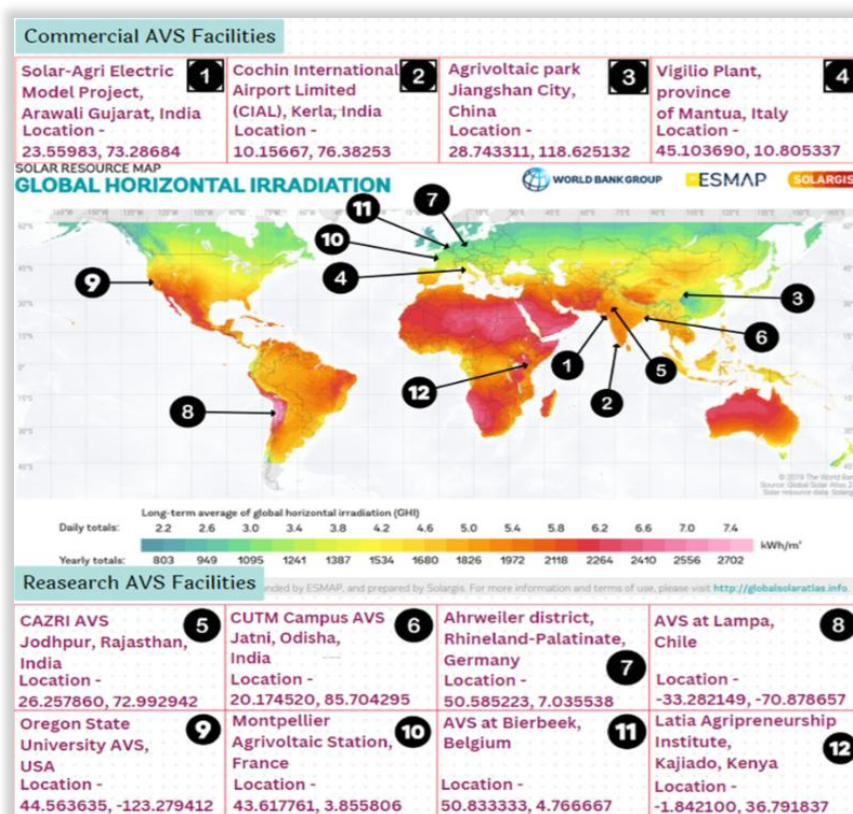 Commercial AVS Facilities
Solar-Agri Electric
Model Project,
Arawali Gujarat, India
Location -
23.55983, 73.28684
1
Cochin International
Airport Limited
(CIAL), Kerla, India
Location -
10.15667, 76.38253
2
Agrivoltaic park
Jiangshan City,
China
Location -
28.743311, 118.625132
3
Vigilio Plant,
province
of Mantua, Italy
Location -
45.103690, 10.805337
4
SOLAR RESOURCE MAP
GLOBAL HORIZONTAL IRRADIATION
WORLD BANK GROUP
ESMAP
SOLARGIS
11
7
10
4
9
3
6
1
5
12
2
8
Long-term average of global horizontal irradiation (GHI)
Daily totals: 2.2 2.6 3.0 3.4 3.8 4.2 4.6 5.0 5.4 5.8 6.2 6.6 7.0 7.4
kWh/m²
Yearly totals: 803 949 1095 1241 1387 1534 1680 1826 1972 2118 2264 2410 2556 2702
Reasearch AVS Facilities
by ESMAP, and prepared by Solargis. For more information and terms of use, please visit http://globalsolaratlas.info.
CAZRI AVS
Jodhpur, Rajasthan,
India
Location -
26.257860, 72.992942
5
CUTM Campus AVS
Jatni, Odisha,
India
Location -
20.174520, 85.704295
6
Ahrweiler district,
Rhineland-Palatinate,
Germany
Location -
50.585223, 7.035538
7
AVS at Lampa,
Chile
Location -
-33.282149, -70.878657
8
Oregon State
University AVS,
USA
Location -
44.563635, -123.279412
9
Montpellier
Agrivoltaic Station,
France
Location -
43.617761, 3.855806
10
AVS at Bierbeek,
Belgium
Location -
50.833333, 4.766667
11
Latia Agripreneurship
Institute,
Kajiado, Kenya
Location -
-1.842100, 36.791837
12